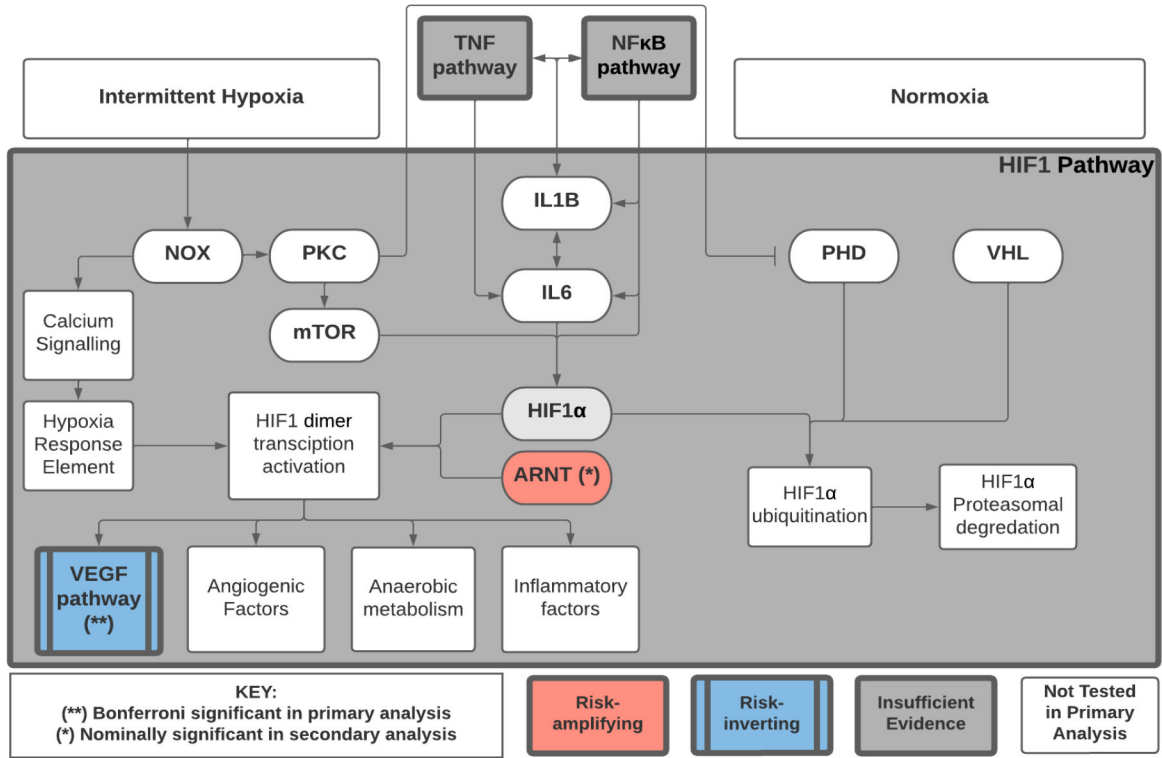 TNF
pathway
NFκB
pathway
Intermittent Hypoxia
Normoxia
HIF1 Pathway
IL1B
NOX
PKC
PHD
VHL
IL6
Calcium
Signalling
mTOR
Hypoxia
Response
Element
HIF1 dimer
transciption
activation
HIF1α
ARNT (*)
HIF1α
ubiquitination
HIF1α
Proteasomal
degredation
VEGF
pathway
(**)
Angiogenic
Factors
Anaerobic
metabolism
Inflammatory
factors
KEY:
(**) Bonferroni significant in primary analysis
(*) Nominally significant in secondary analysis
Risk-
amplifying
Risk-
inverting
Insufficient
Evidence
Not Tested
in Primary
Analysis